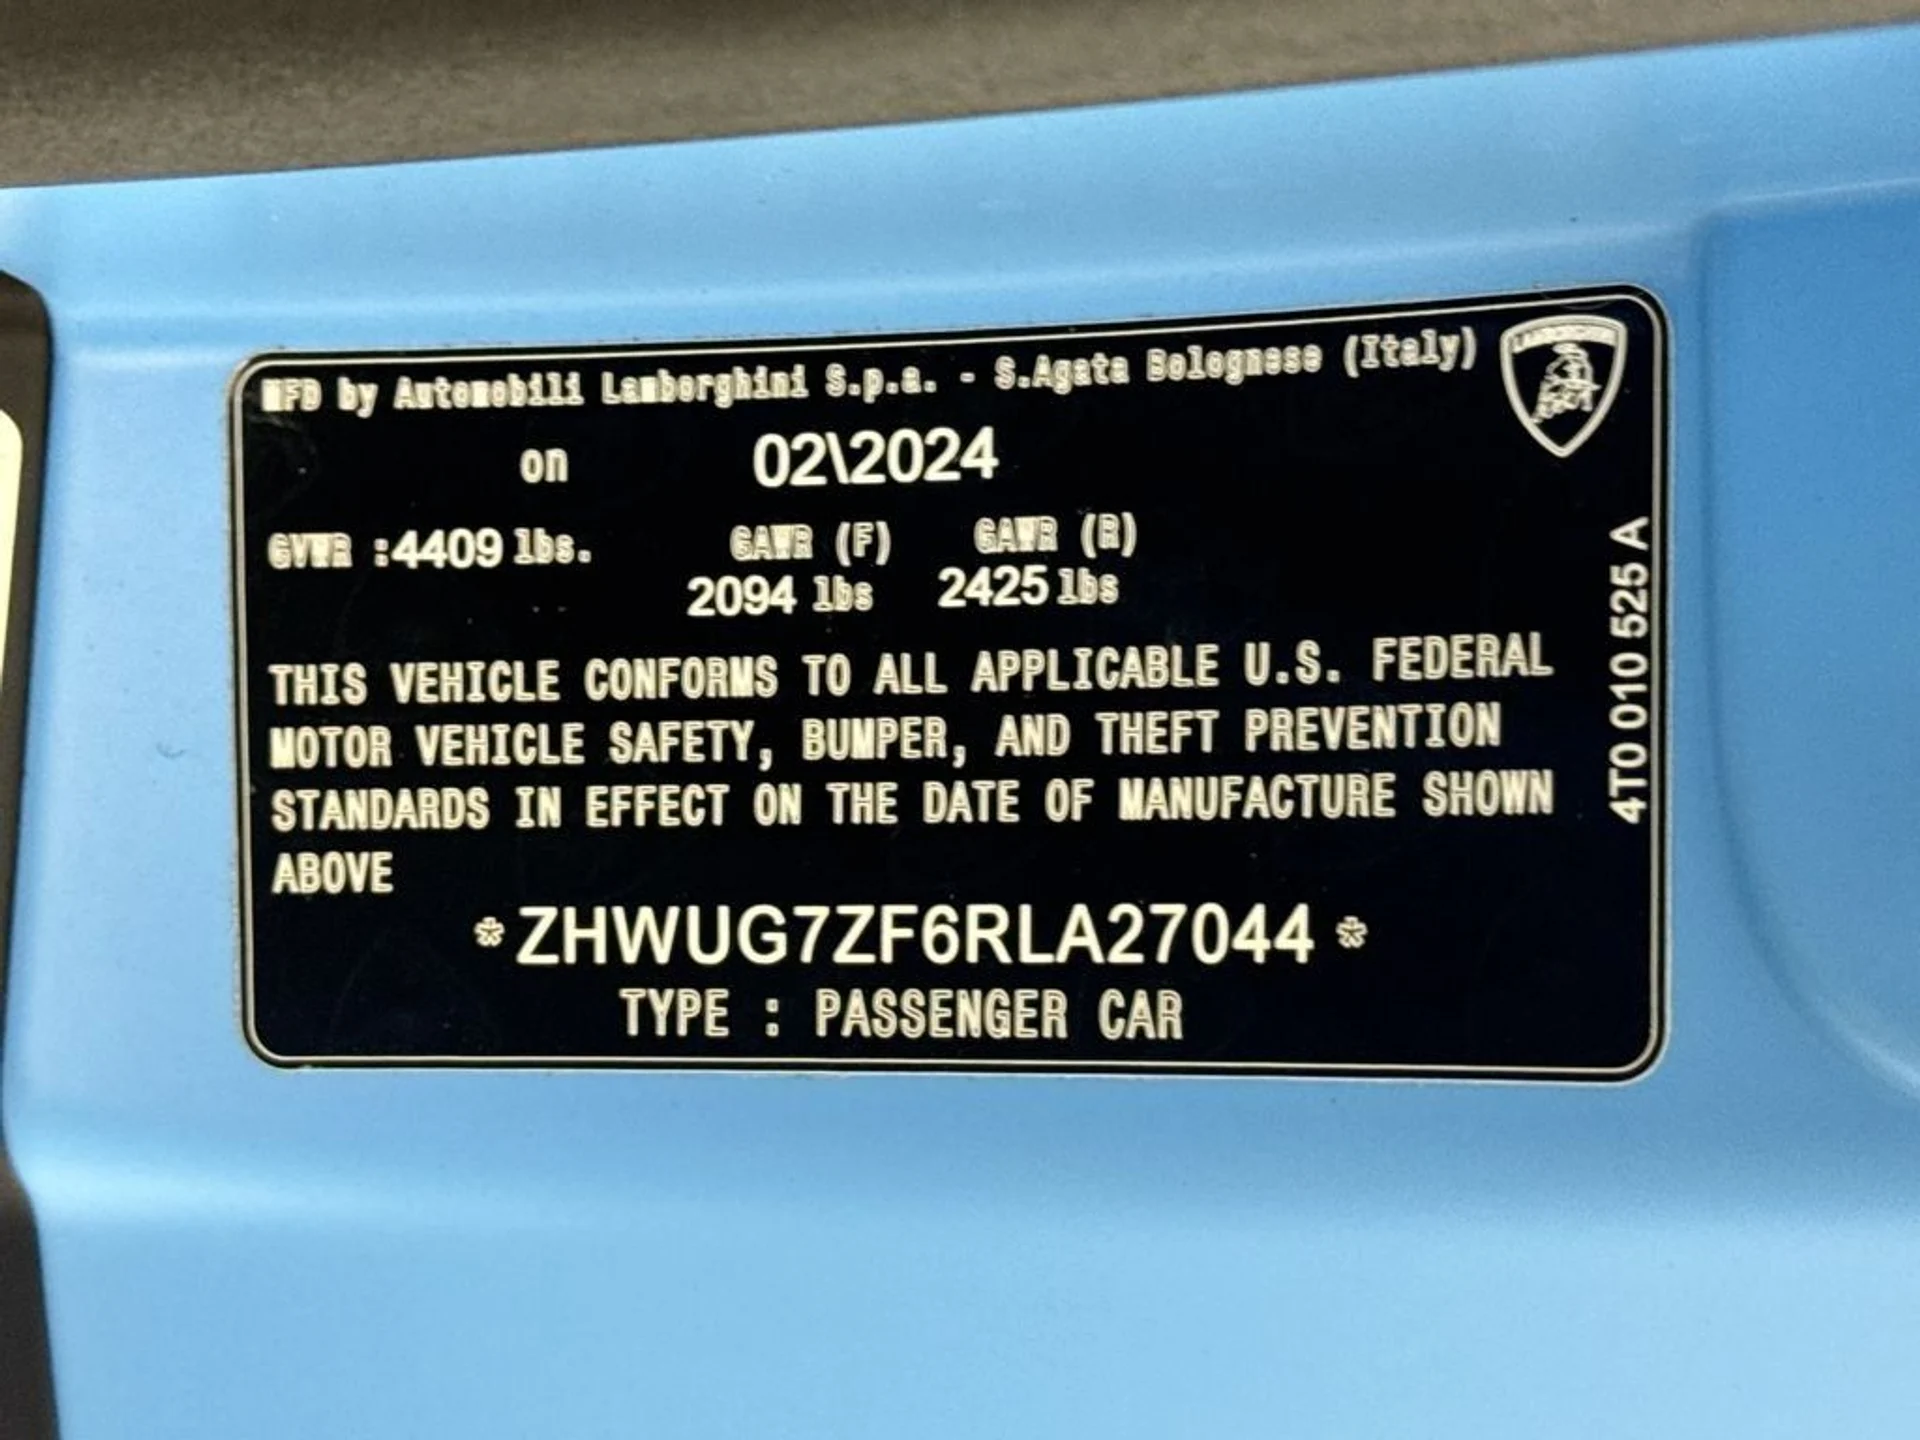 MFD by Automobili Lamborghini S.p.a. - S.Agata Bolognese (Italy)
LAMBORGHINI
on 02\2024
GVWR :4409 lbs. GAWR (F) GAWR (R)
2094 lbs 2425 lbs
THIS VEHICLE CONFORMS TO ALL APPLICABLE U.S. FEDERAL
MOTOR VEHICLE SAFETY, BUMPER, AND THEFT PREVENTION
STANDARDS IN EFFECT ON THE DATE OF MANUFACTURE SHOWN
ABOVE
*ZHWUG7ZF6RLA27044*
TYPE : PASSENGER CAR
4T0 010 525 A